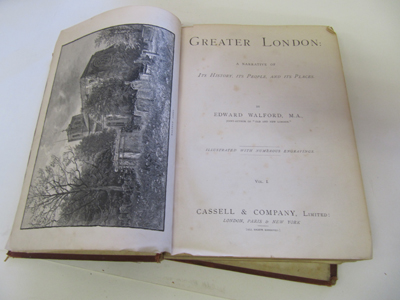 GREATER LONDON:
A NARRATIVE OF
ITS HISTORY, ITS PEOPLE, AND ITS PLACES.
BY
EDWARD WALFORD, M.A.,
ILLUSTRATED WITH NUMEROUS ENGRAVINGS.
VOL. I.
CASSELL & COMPANY, LIMITED:
LONDON, PARIS & NEW YORK.